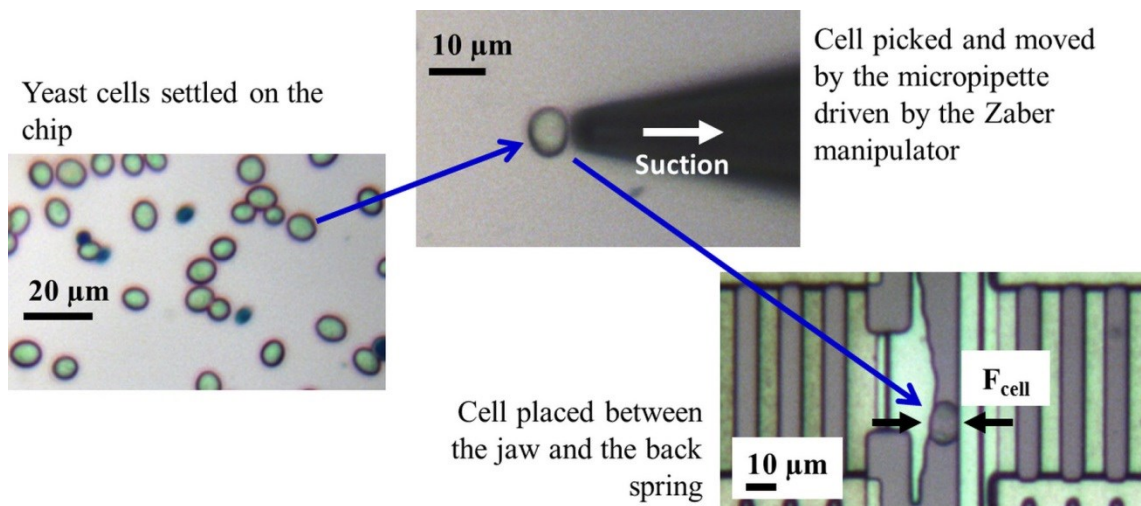 Yeast cells settled on the
chip
20 µm
10 µm
Suction
Cell picked and moved
by the micropipette
driven by the Zaber
manipulator
Cell placed between
the jaw and the back
spring
F_cell
10 µm